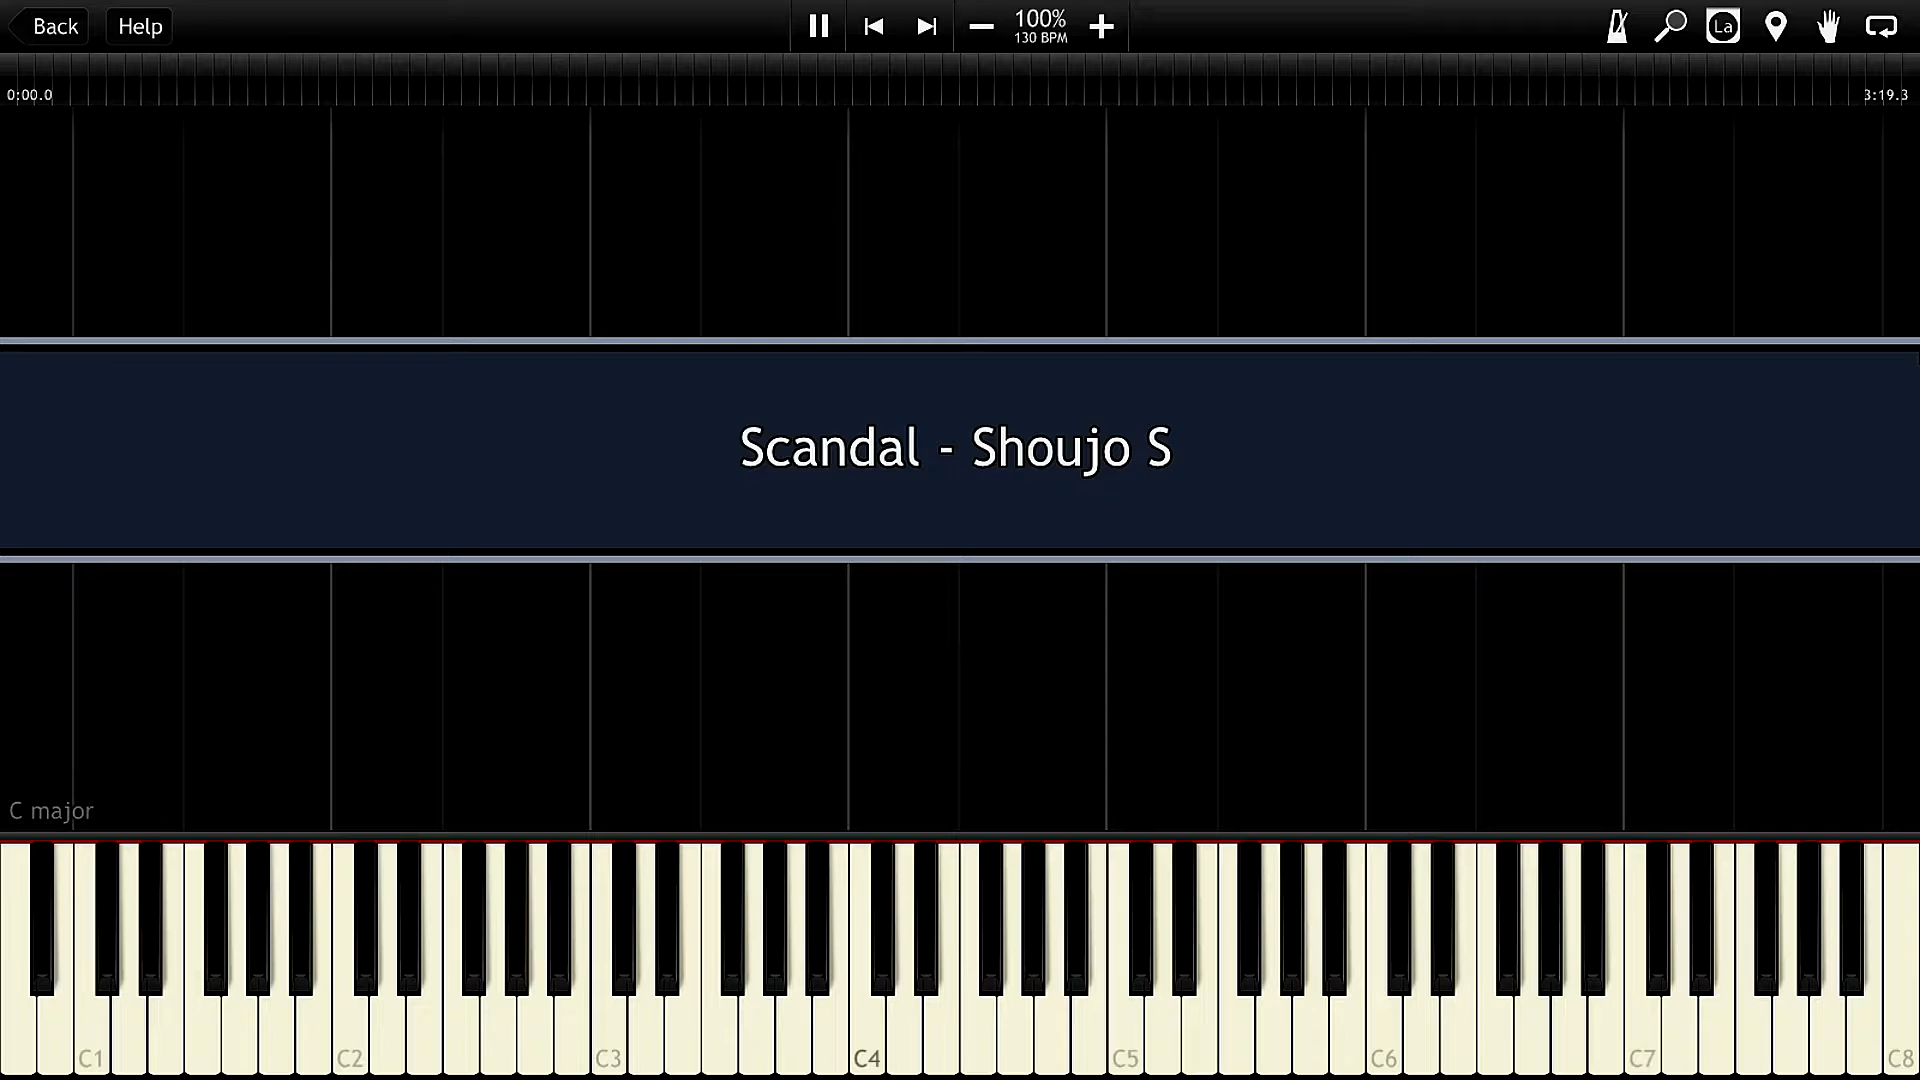 Back
Help
100%
130 BPM
La
0:00.0
3:19.3
Scandal - Shoujo S
C major
C1
C2
C3
C4
C5
C6
C7
C8